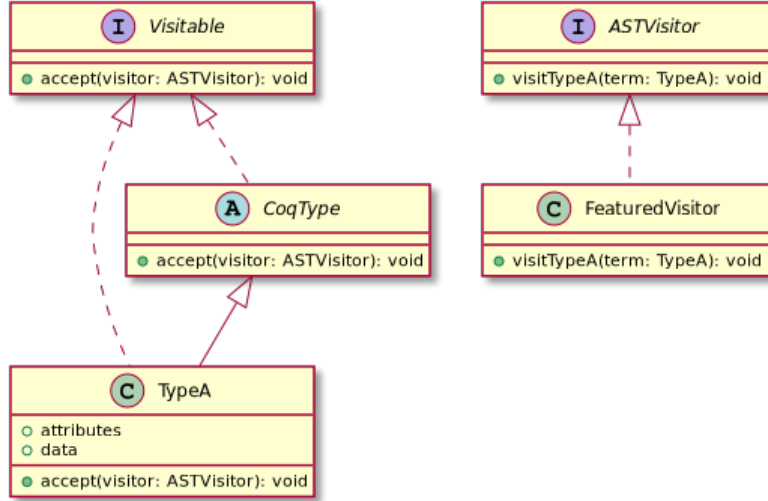 I Visitable
accept(visitor: ASTVisitor): void
I ASTVisitor
visitTypeA(term: TypeA): void
A CoqType
accept(visitor: ASTVisitor): void
C FeaturedVisitor
visitTypeA(term: TypeA): void
C TypeA
attributes
data
accept(visitor: ASTVisitor): void